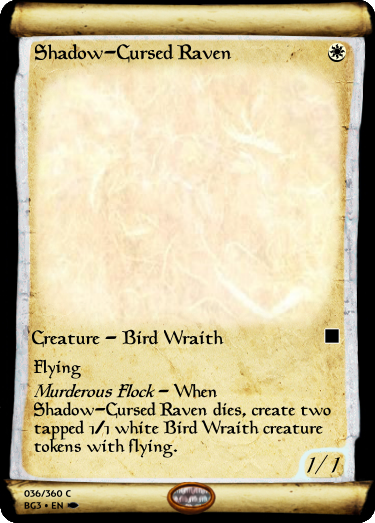 Shadow-Cursed Raven
Creature – Bird Wraith
Flying
Murderous Flock – When
Shadow-Cursed Raven dies, create two
tapped 1/1 white Bird Wraith creature
tokens with flying.
1/1
036/360 C
BG3 • EN